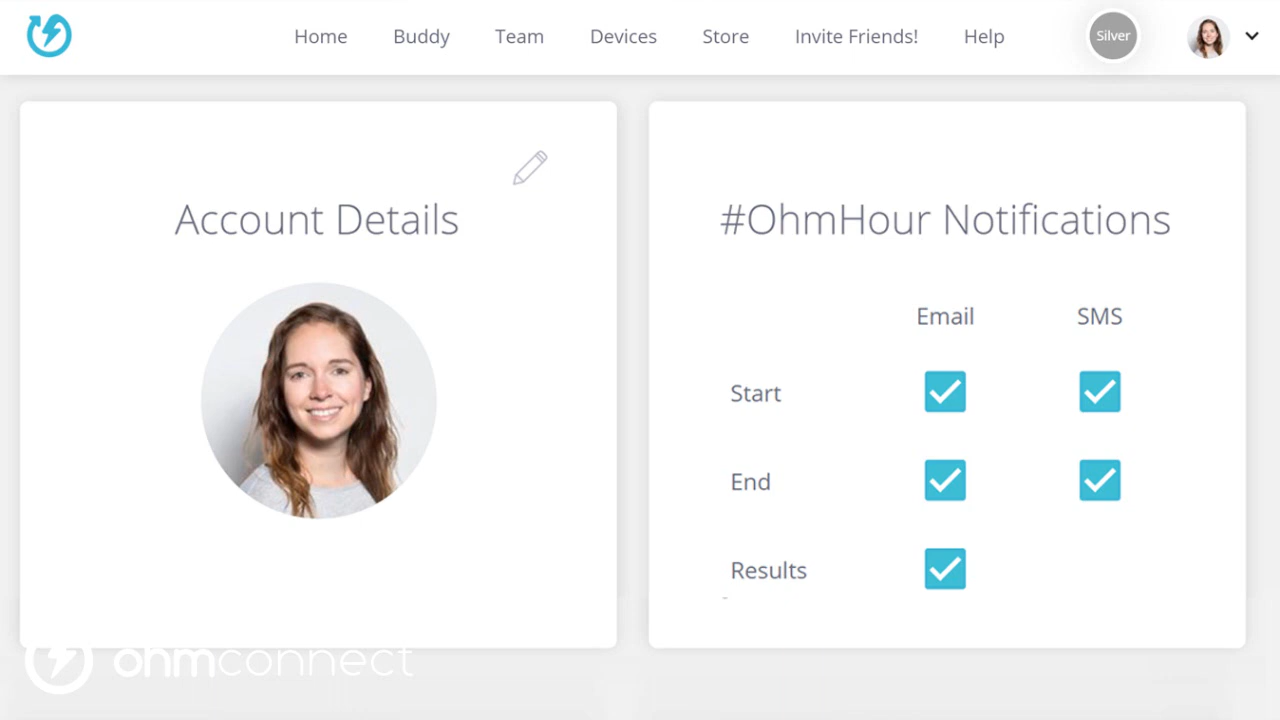 Home Buddy Team Devices Store Invite Friends! Help Silver
Account Details
#OhmHour Notifications
Email SMS
Start
End
Results
ohmconnect